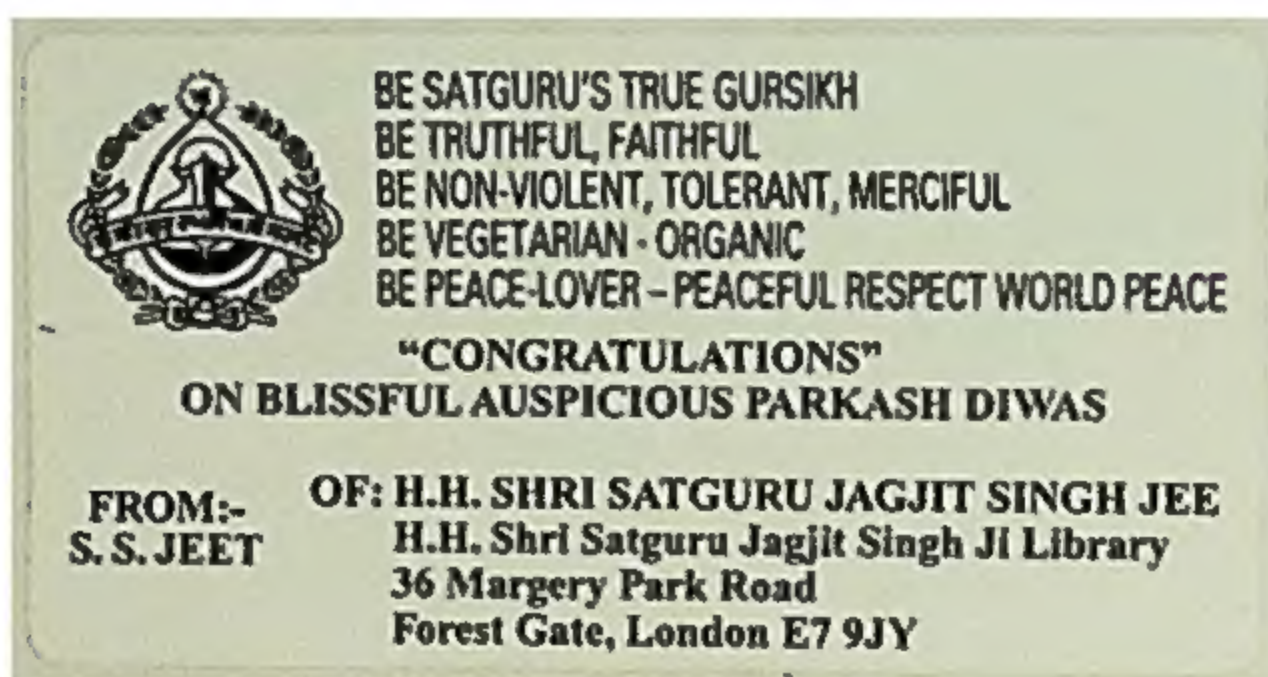 BE SATGURU'S TRUE GURSIKH
BE TRUTHFUL, FAITHFUL
BE NON-VIOLENT, TOLERANT, MERCIFUL
BE VEGETARIAN - ORGANIC
BE PEACE-LOVER – PEACEFUL RESPECT WORLD PEACE
“CONGRATULATIONS”
ON BLISSFUL AUSPICIOUS PARKASH DIWAS
FROM:-
S. S. JEET
OF: H.H. SHRI SATGURU JAGJIT SINGH JEE
H.H. Shri Satguru Jagjit Singh Ji Library
36 Margery Park Road
Forest Gate, London E7 9JY